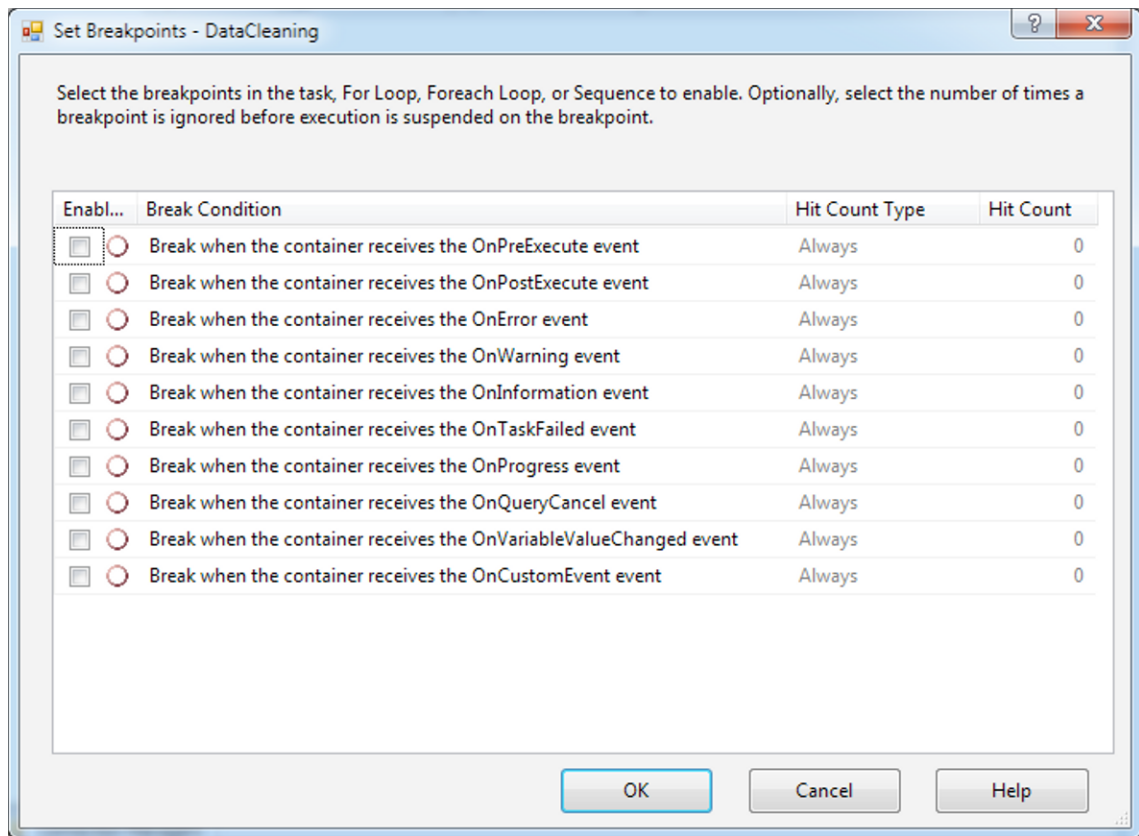 Set Breakpoints - DataCleaning
Select the breakpoints in the task, For Loop, Foreach Loop, or Sequence to enable. Optionally, select the number of times a
breakpoint is ignored before execution is suspended on the breakpoint.
Enabl... Break Condition Hit Count Type Hit Count
Break when the container receives the OnPreExecute event Always 0
Break when the container receives the OnPostExecute event Always 0
Break when the container receives the OnError event Always 0
Break when the container receives the OnWarning event Always 0
Break when the container receives the OnInformation event Always 0
Break when the container receives the OnTaskFailed event Always 0
Break when the container receives the OnProgress event Always 0
Break when the container receives the OnQueryCancel event Always 0
Break when the container receives the OnVariableValueChanged event Always 0
Break when the container receives the OnCustomEvent event Always 0
OK Cancel Help